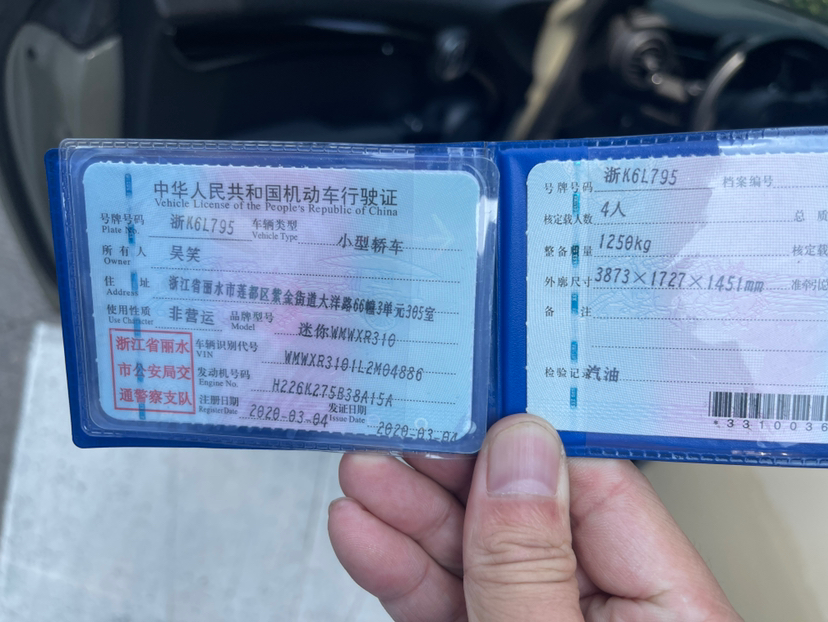 中华人民共和国机动车行驶证
Vehicle License of the People's Republic of China
号牌号码 浙K6L795 车辆类型 小型轿车
Plate No. Vehicle Type
所有人 吴笑
Owner
住址 浙江省丽水市莲都区紫金街道大洋路66幢3单元305室
Address
使用性质 非营运 品牌型号 迷你WMWXR310
Use Character Model
浙江省丽水
市公安局交
通警察支队
车辆识别代号 WMWXR3101L2M04886
VIN
发动机号码 H226K275B38A15A
Engine No.
注册日期 2020-03-04 发证日期 2020-03-04
Register Date Issue Date
号牌号码 浙K6L795 档案编号
核定载人数 4人 总质
整备质量 1250kg 核定载
外廓尺寸 3873×1727×1451mm 准牵引
备注
检验记录 汽油
*3310036